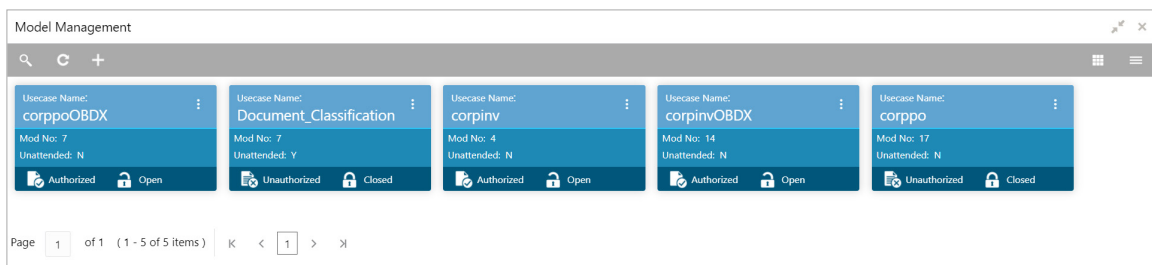 Model Management
Usecase Name:
corppoOBDX
Mod No: 7
Unattended: N
Authorized Open
Usecase Name:
Document_Classification
Mod No: 7
Unattended: Y
Unauthorized Closed
Usecase Name:
corpinv
Mod No: 4
Unattended: N
Authorized Open
Usecase Name:
corpinvOBDX
Mod No: 14
Unattended: N
Authorized Open
Usecase Name:
corppo
Mod No: 17
Unattended: N
Unauthorized Closed
Page 1 of 1 ( 1 - 5 of 5 items ) 1